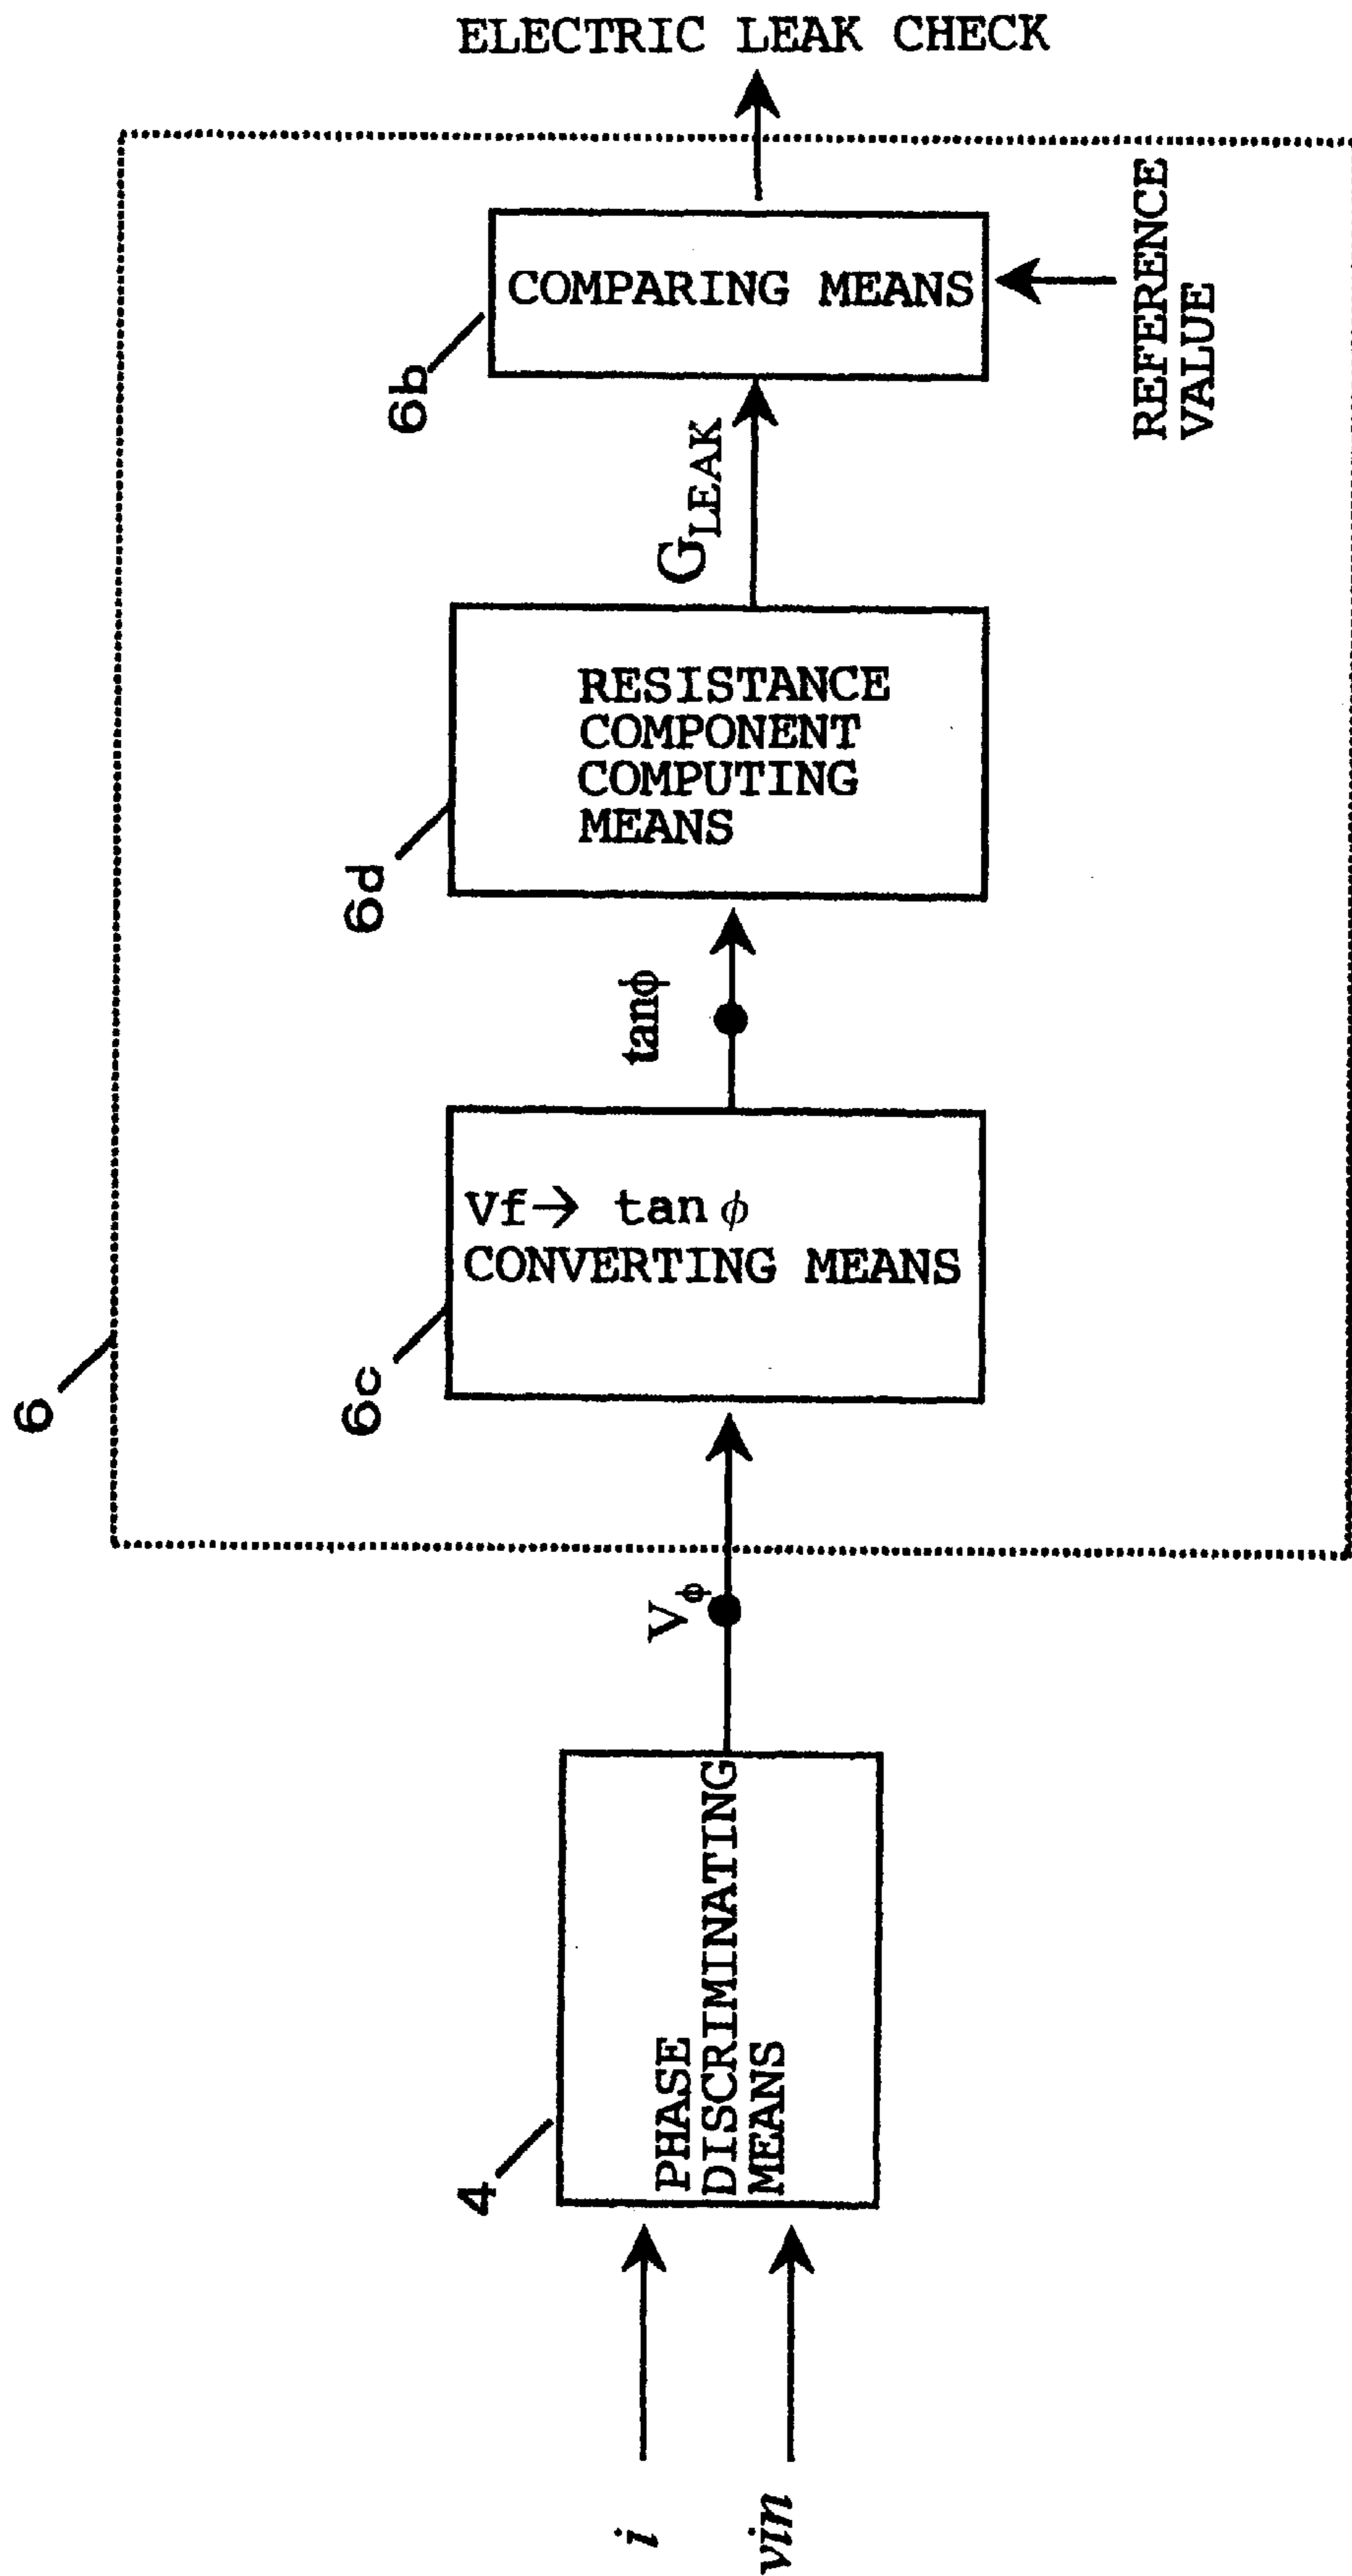 6
4
i
vin
PHASE
DISCRIMINATING
MEANS
Vϕ
6c
Vf→ tan ϕ
CONVERTING MEANS
tanϕ
6d
RESISTANCE
COMPONENT
COMPUTING
MEANS
GLEAK
6b
COMPARING MEANS
REFERENCE
VALUE
ELECTRIC LEAK CHECK